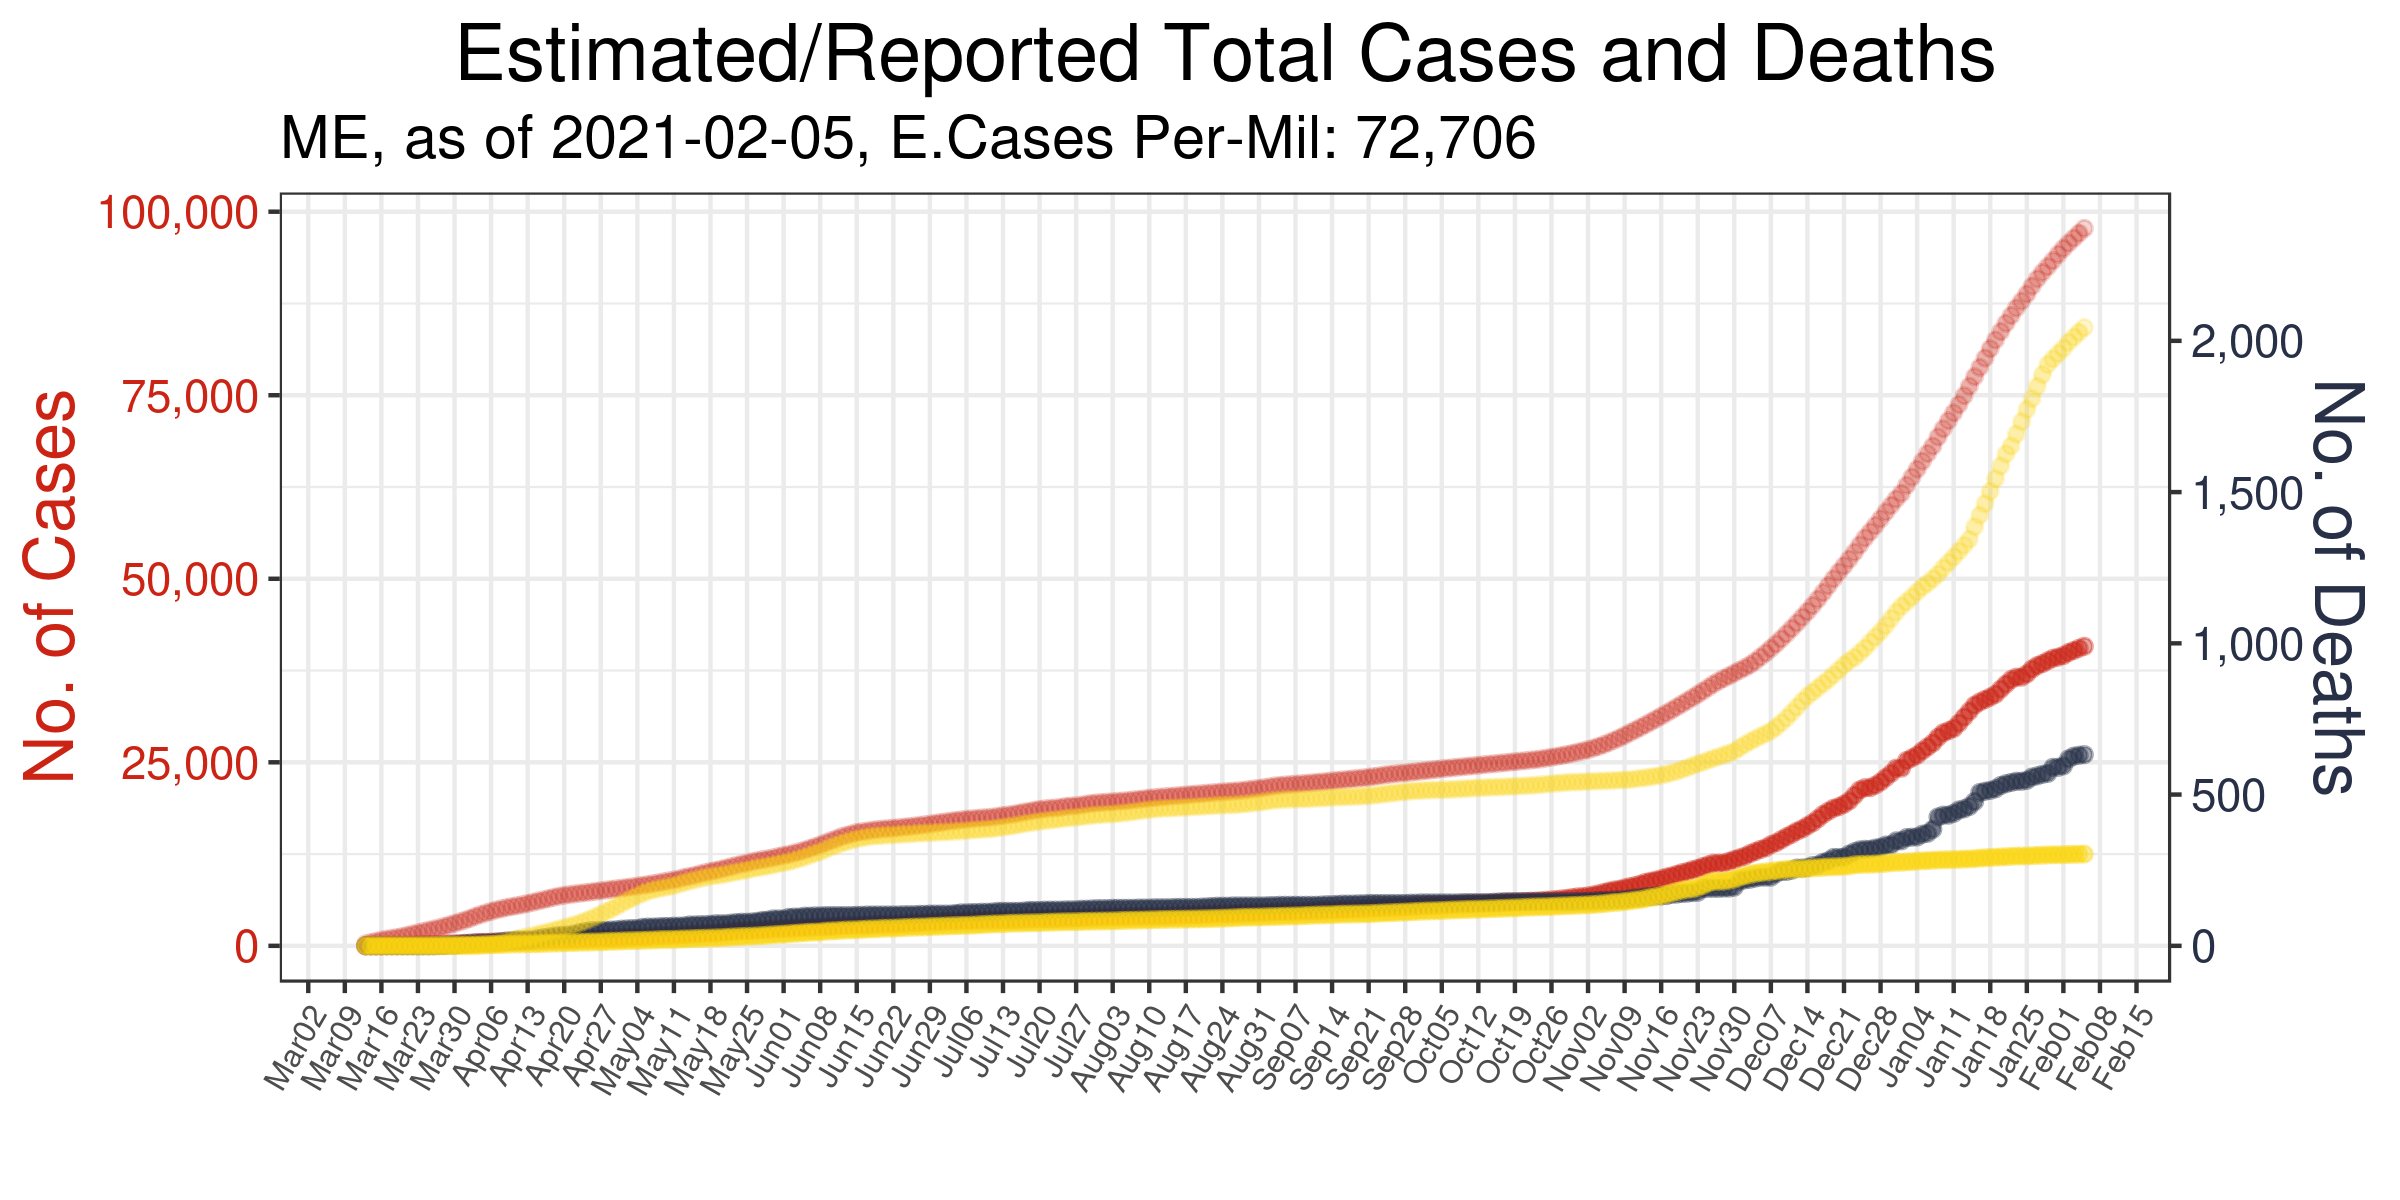 Estimated/Reported Total Cases and Deaths
ME, as of 2021-02-05, E.Cases Per-Mil: 72,706
No. of Cases
100,000
75,000
50,000
25,000
0
2,000
1,500
1,000
500
0
No. of Deaths
Mar02
Mar09
Mar16
Mar23
Mar30
Apr06
Apr13
Apr20
Apr27
May04
May11
May18
May25
Jun01
Jun08
Jun15
Jun22
Jun29
Jul06
Jul13
Jul20
Jul27
Aug03
Aug10
Aug17
Aug24
Aug31
Sep07
Sep14
Sep21
Sep28
Oct05
Oct12
Oct19
Oct26
Nov02
Nov09
Nov16
Nov23
Nov30
Dec07
Dec14
Dec21
Dec28
Jan04
Jan11
Jan18
Jan25
Feb01
Feb08
Feb15